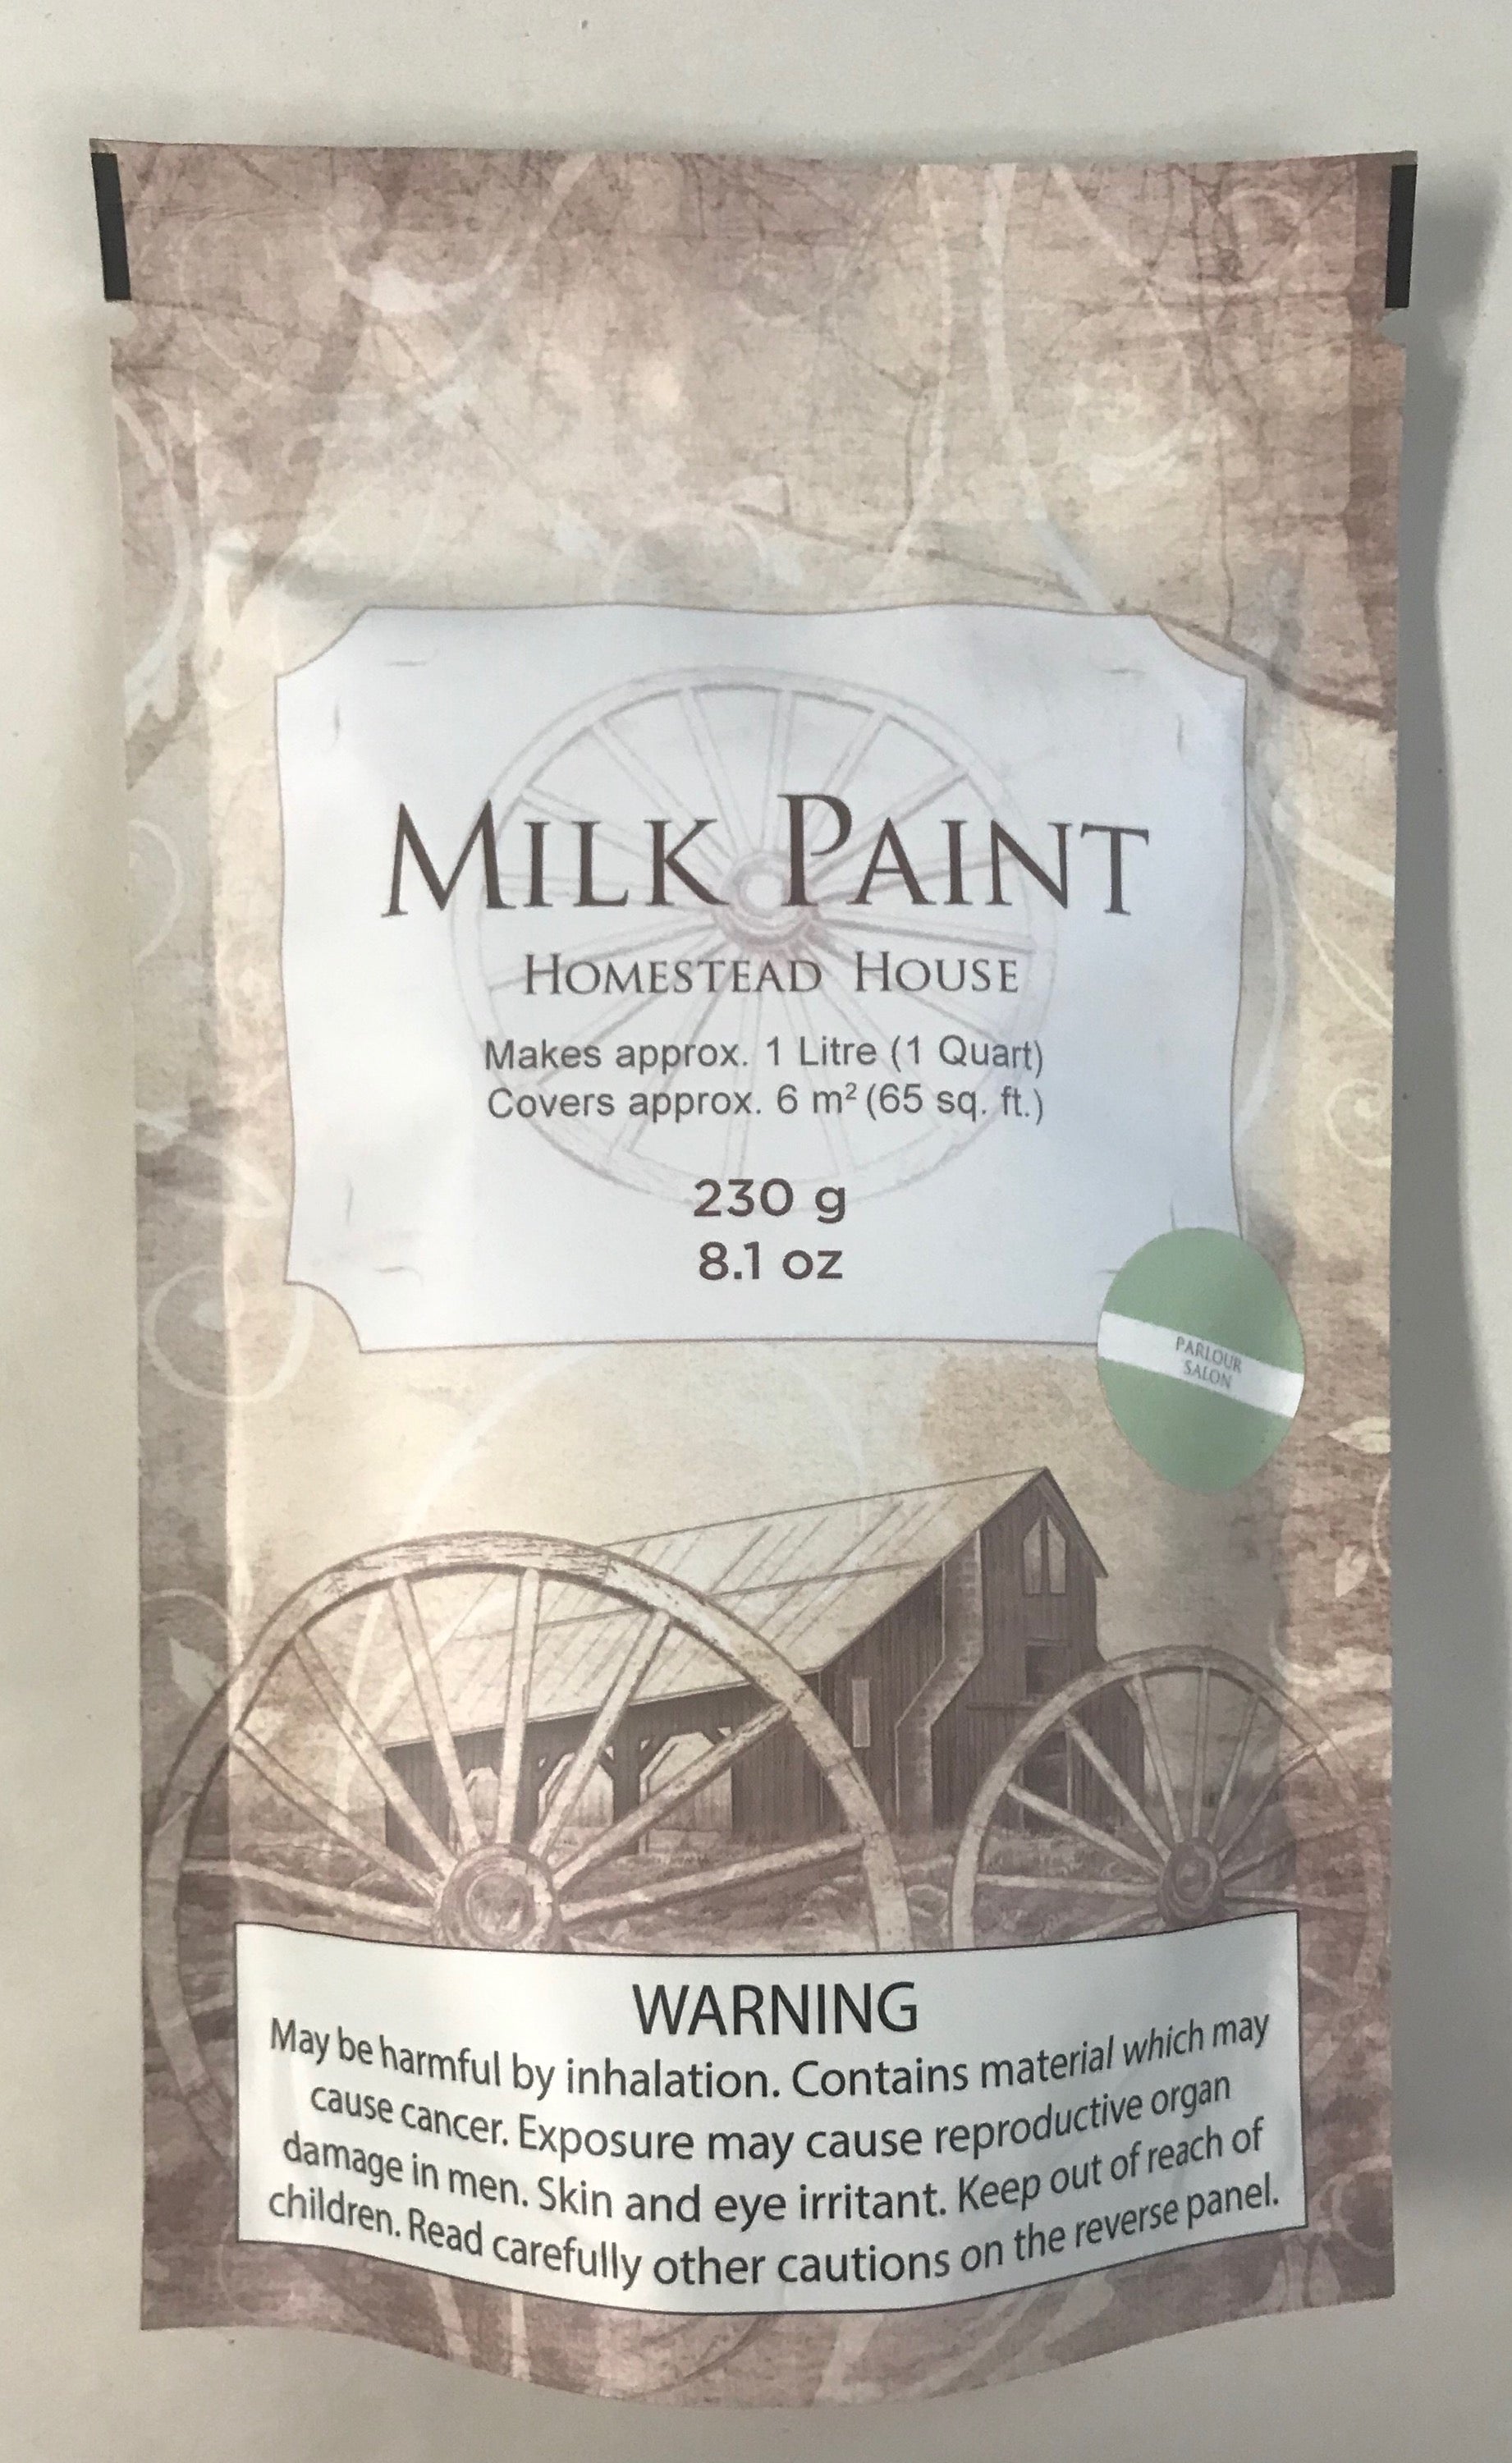 MILK PAINT
HOMESTEAD HOUSE
Makes approx. 1 Litre (1 Quart)
Covers approx. 6 m² (65 sq. ft.)
230 g
8.1 oz
PARLOUR
SALON
WARNING
May be harmful by inhalation. Contains material which may
cause cancer. Exposure may cause reproductive organ
damage in men. Skin and eye irritant. Keep out of reach of
children. Read carefully other cautions on the reverse panel.